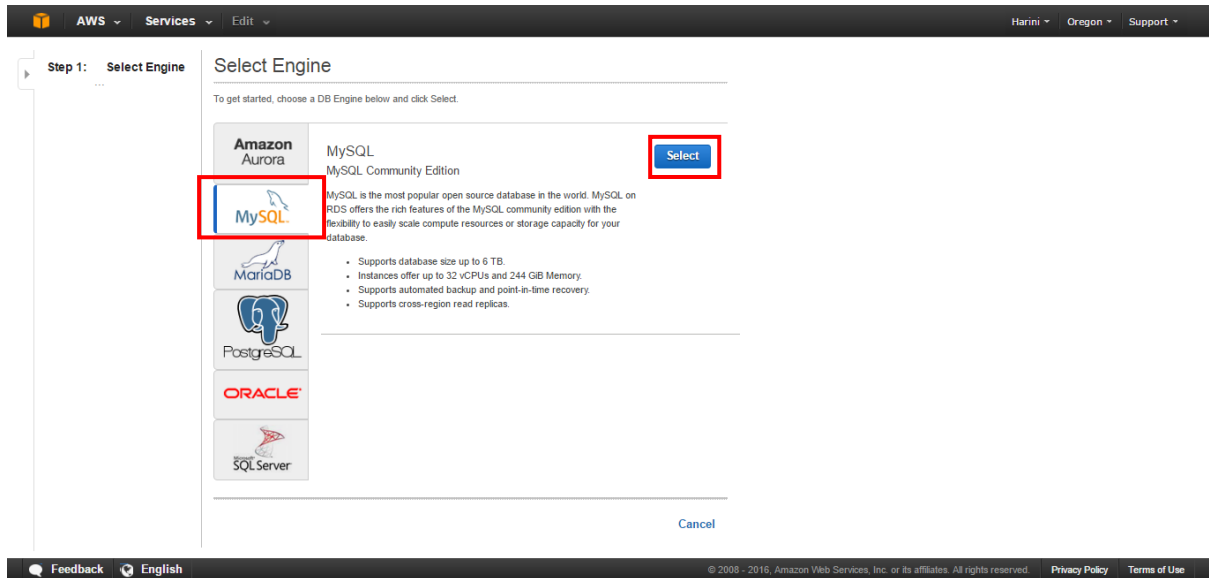 AWS Services Edit Harini Oregon Support
Step 1: Select Engine
...
Select Engine
To get started, choose a DB Engine below and click Select.
Amazon
Aurora
MySQL
MariaDB
PostgreSQL
ORACLE
Microsoft
SQL Server
MySQL
Select
MySQL Community Edition
MySQL is the most popular open source database in the world. MySQL on
RDS offers the rich features of the MySQL community edition with the
flexibility to easily scale compute resources or storage capacity for your
database.
• Supports database size up to 6 TB.
• Instances offer up to 32 vCPUs and 244 GiB Memory.
• Supports automated backup and point-in-time recovery.
• Supports cross-region read replicas.
Cancel
Feedback English © 2008 - 2016, Amazon Web Services, Inc. or its affiliates. All rights reserved. Privacy Policy Terms of Use